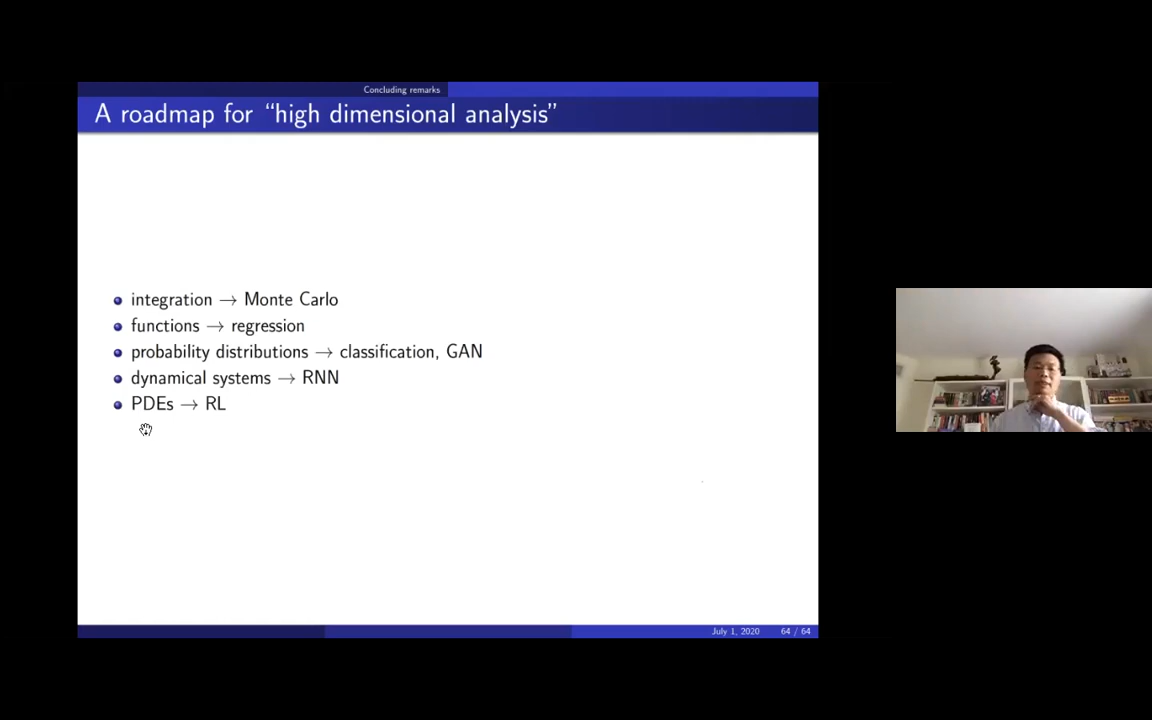 Concluding remarks
A roadmap for “high dimensional analysis”
integration → Monte Carlo
functions → regression
probability distributions → classification, GAN
dynamical systems → RNN
PDEs → RL
July 1, 2020 64 / 64